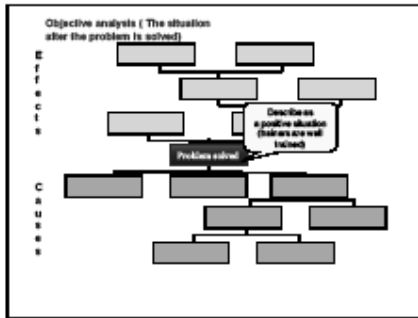 Objective analysis ( The situation
after the problem is solved)
E
f
f
e
c
t
s
Describe as
a positive situation
(trainers are well
trained)
Problem solved
C
a
u
s
e
s